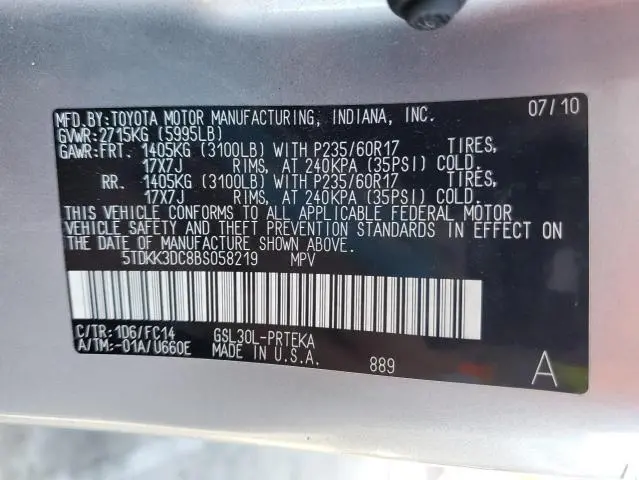 MFD.BY:TOYOTA MOTOR MANUFACTURING, INDIANA, INC. 07/10
GVWR:2715KG (5995LB)
GAWR:FRT. 1405KG (3100LB) WITH P235/60R17 TIRES,
17X7J RIMS, AT 240KPA (35PSI) COLD.
RR. 1405KG (3100LB) WITH P235/60R17 TIRES,
17X7J RIMS, AT 240KPA (35PSI) COLD.
THIS VEHICLE CONFORMS TO ALL APPLICABLE FEDERAL MOTOR
VEHICLE SAFETY AND THEFT PREVENTION STANDARDS IN EFFECT ON
THE DATE OF MANUFACTURE SHOWN ABOVE.
5TDKK3DC8BS058219 MPV
C/TR:1D6/FC14 GSL30L-PRTEKA
A/TM:-01A/U660E MADE IN U.S.A. 889 A